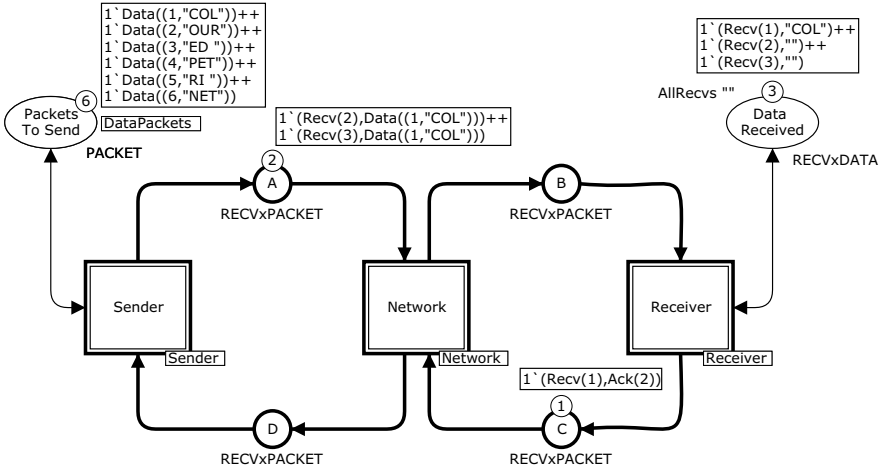 1`Data((1,"COL"))++
1`Data((2,"OUR"))++
1`Data((3,"ED "))++
1`Data((4,"PET"))++
1`Data((5,"RI "))++
1`Data((6,"NET"))
6
Packets
To Send
DataPackets
PACKET
1`(Recv(1),"COL")++
1`(Recv(2),"")++
1`(Recv(3),"")
AllRecvs ""
3
Data
Received
RECVxDATA
1`(Recv(2),Data((1,"COL")))++
1`(Recv(3),Data((1,"COL")))
2
A
RECVxPACKET
B
RECVxPACKET
Sender
Sender
Network
Network
Receiver
Receiver
1`(Recv(1),Ack(2))
1
D
RECVxPACKET
C
RECVxPACKET